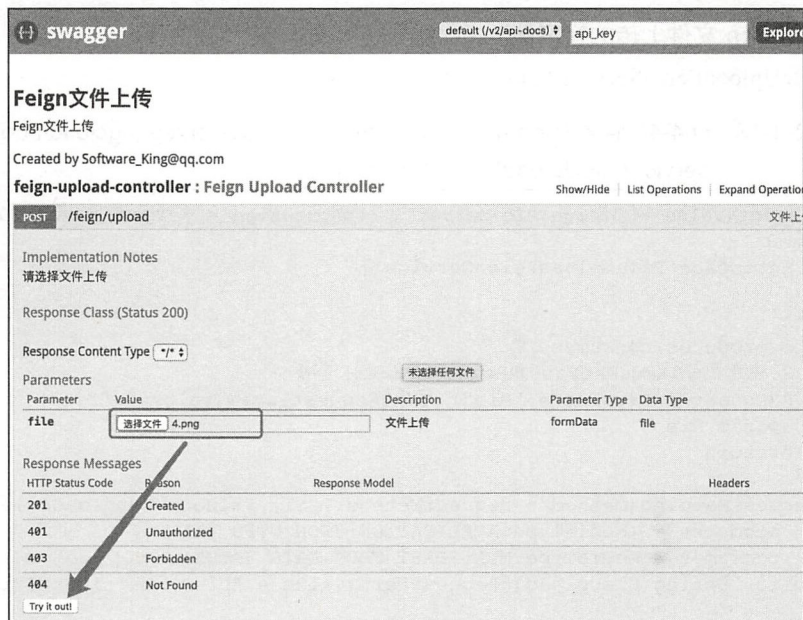 swagger
default (/v2/api-docs)
api_key
Explore
Feign文件上传
Feign文件上传
Created by Software_King@qq.com
feign-upload-controller : Feign Upload Controller
Show/Hide
List Operations
Expand Operation
POST /feign/upload
文件上
Implementation Notes
请选择文件上传
Response Class (Status 200)
Response Content Type */*
未选择任何文件
Parameters
Parameter Value Description Parameter Type Data Type
file 选择文件 4.png 文件上传 formData file
Response Messages
HTTP Status Code Reason Response Model Headers
201 Created
401 Unauthorized
403 Forbidden
404 Not Found
Try it out!